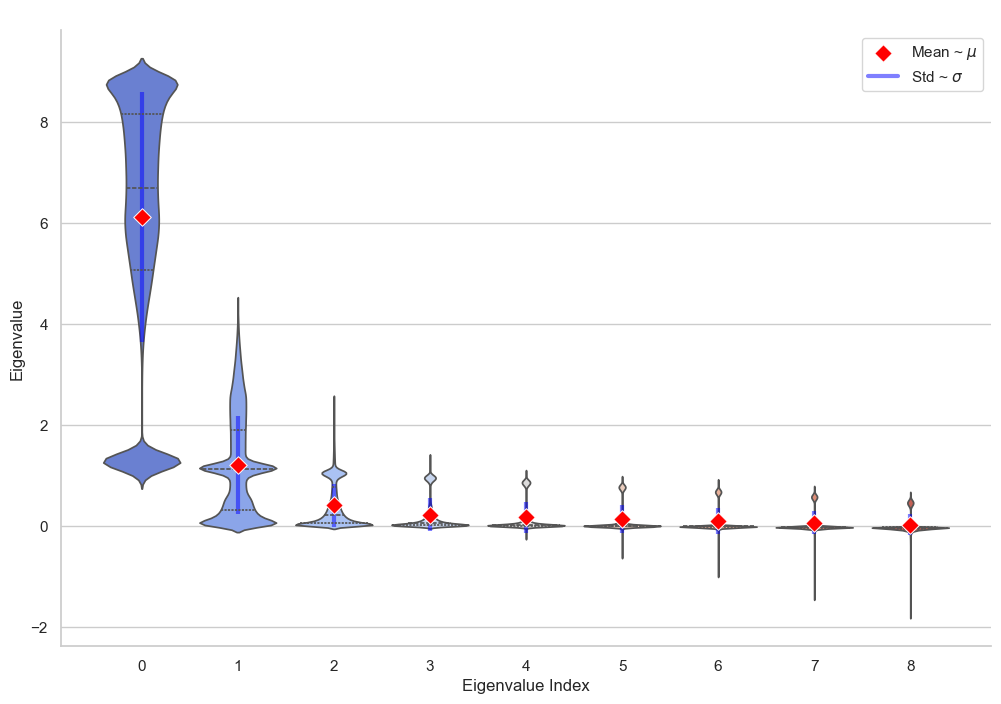 Mean ~ μ
Std ~ σ
Eigenvalue
8
6
4
2
0
−2
0 1 2 3 4 5 6 7 8
Eigenvalue Index